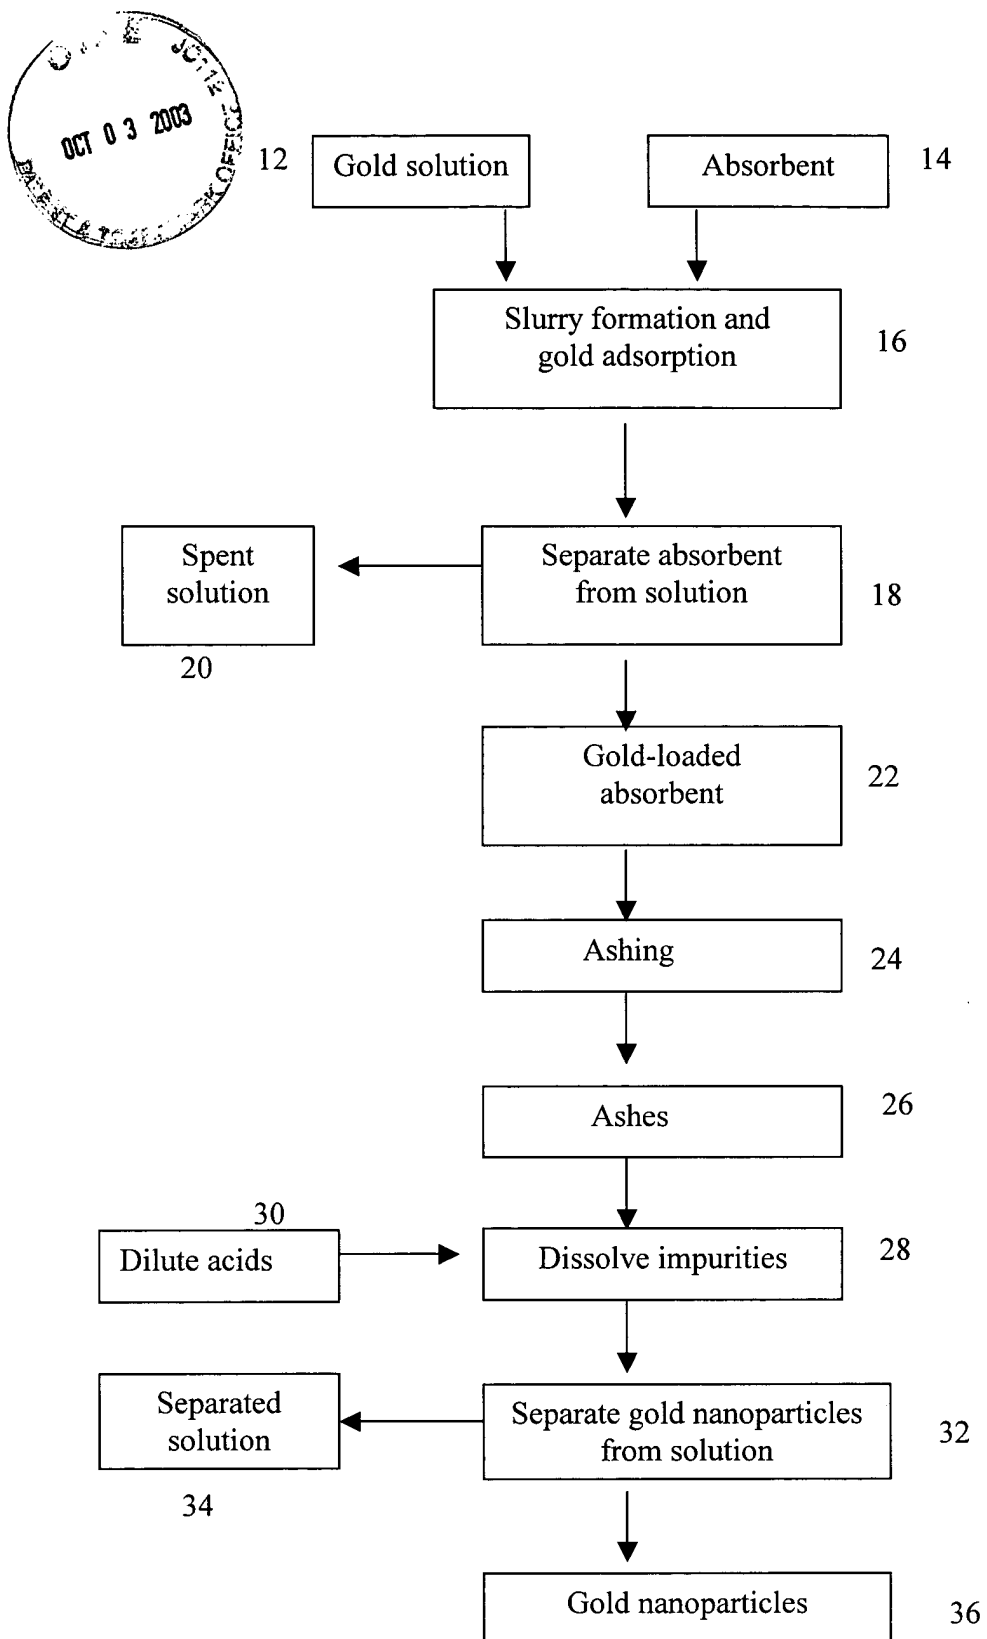 OCT 0 3 2003
12
Gold solution
Absorbent
14
Slurry formation and
gold adsorption
16
Spent
solution
20
Separate absorbent
from solution
18
Gold-loaded
absorbent
22
Ashing
24
Ashes
26
30
Dilute acids
Dissolve impurities
28
Separated
solution
34
Separate gold nanoparticles
from solution
32
Gold nanoparticles
36